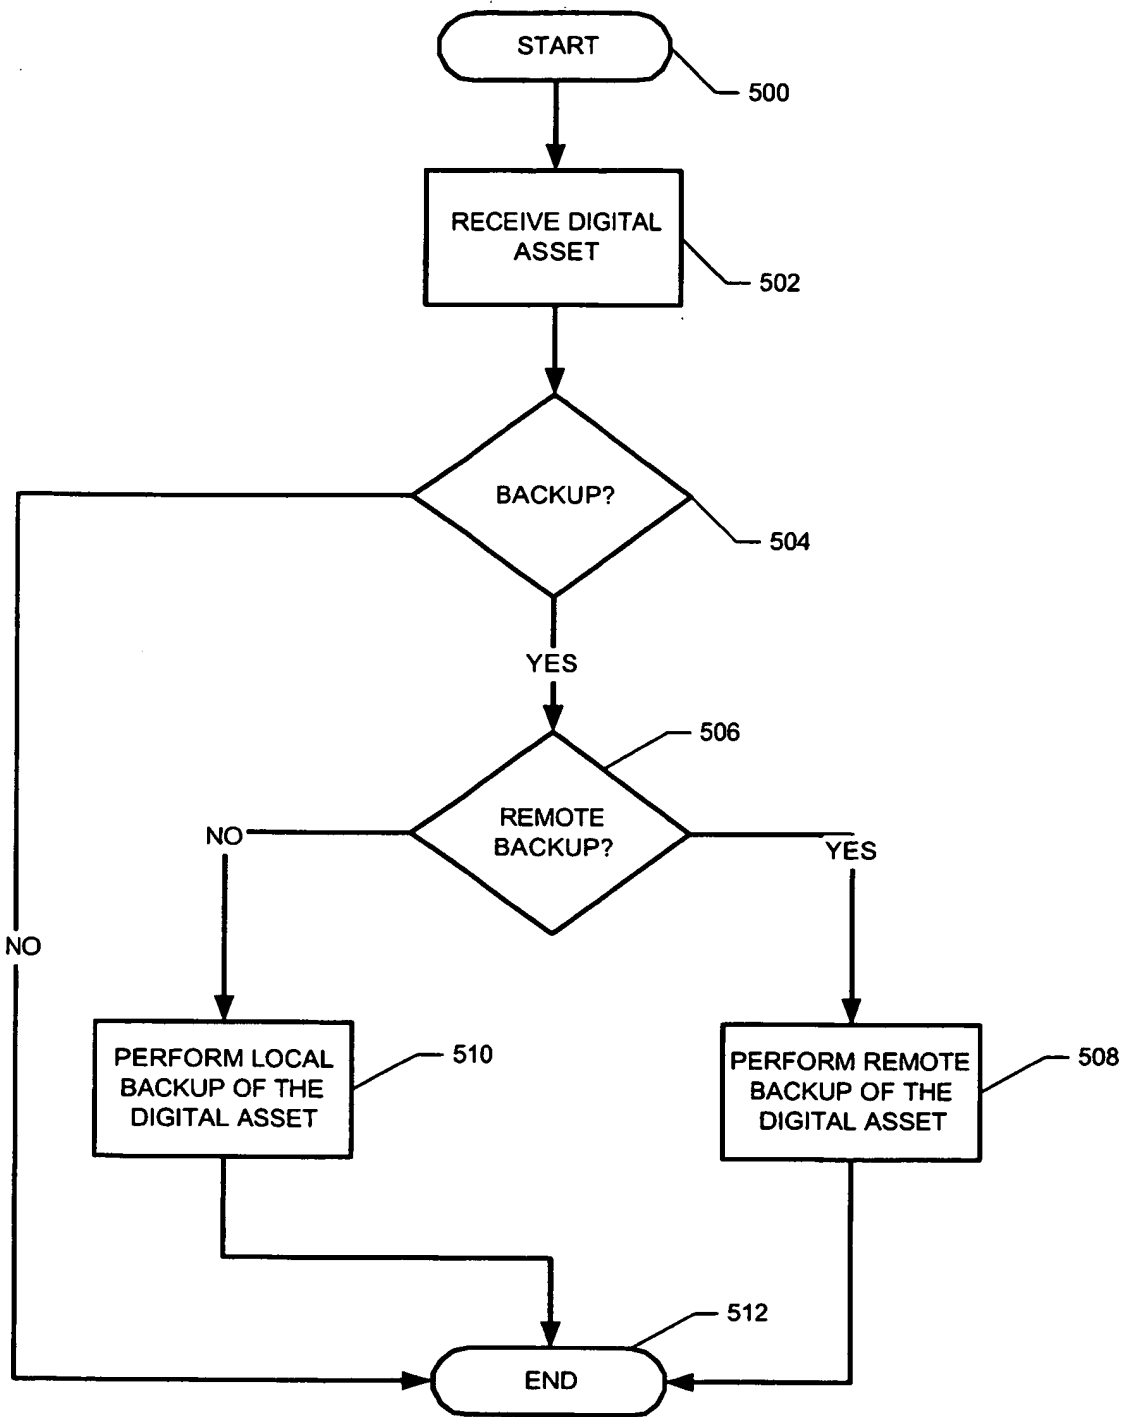 START
500
RECEIVE DIGITAL
ASSET
502
BACKUP?
504
YES
506
REMOTE
BACKUP?
NO
YES
NO
PERFORM LOCAL
BACKUP OF THE
DIGITAL ASSET
510
PERFORM REMOTE
BACKUP OF THE
DIGITAL ASSET
508
512
END